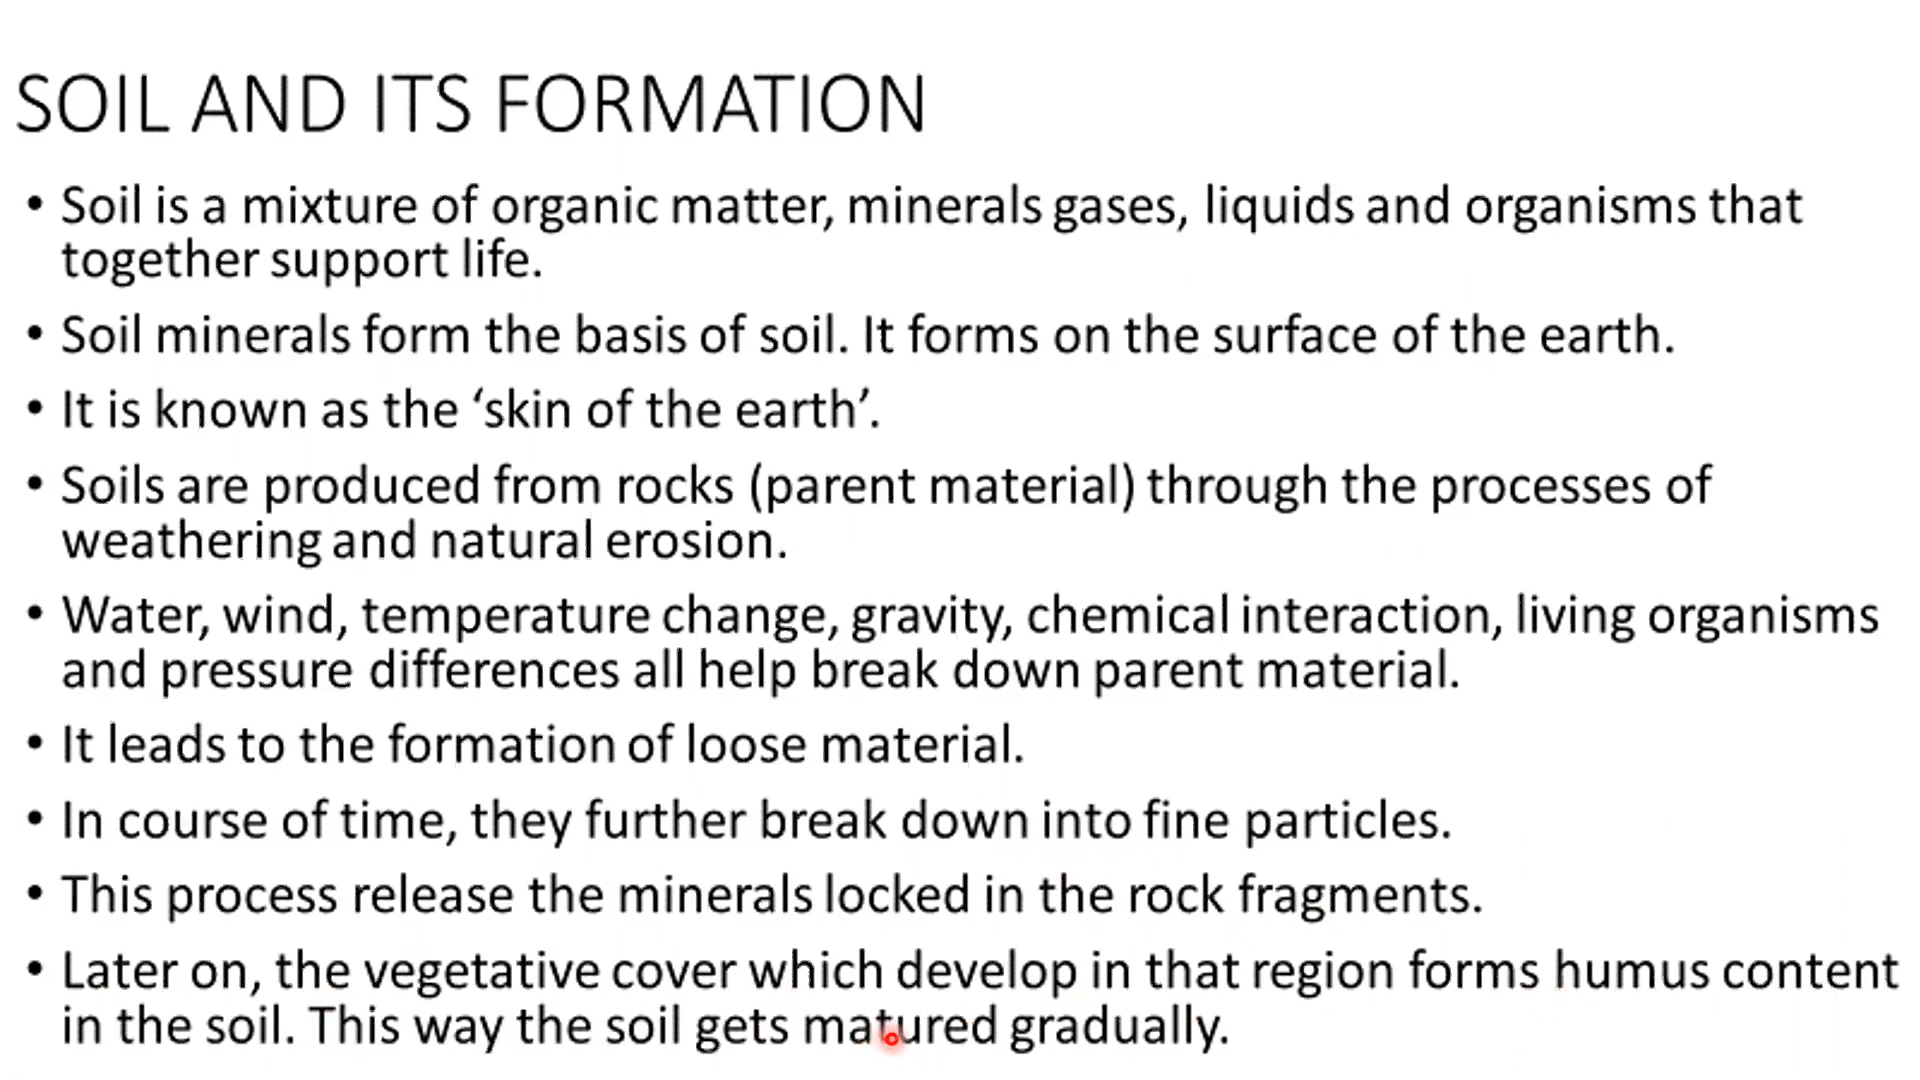 SOIL AND ITS FORMATION
• Soil is a mixture of organic matter, minerals gases, liquids and organisms that
together support life.
• Soil minerals form the basis of soil. It forms on the surface of the earth.
• It is known as the ‘skin of the earth’.
• Soils are produced from rocks (parent material) through the processes of
weathering and natural erosion.
• Water, wind, temperature change, gravity, chemical interaction, living organisms
and pressure differences all help break down parent material.
• It leads to the formation of loose material.
• In course of time, they further break down into fine particles.
• This process release the minerals locked in the rock fragments.
• Later on, the vegetative cover which develop in that region forms humus content
in the soil. This way the soil gets matured gradually.